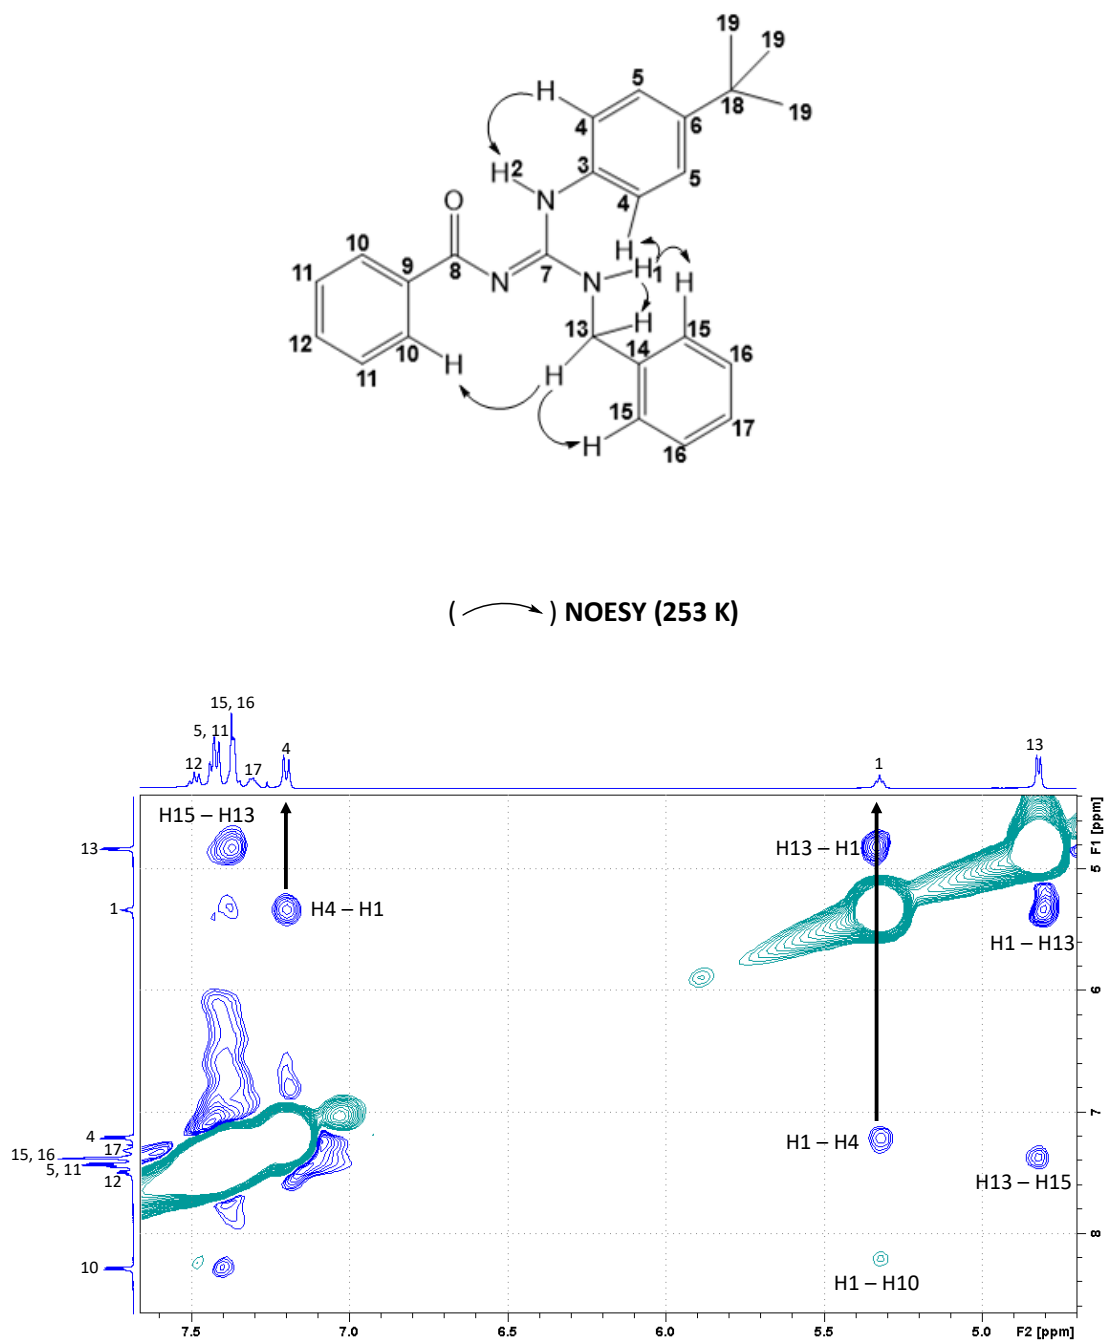 19
19
5
H
18
19
4
6
H
2
3
5
O
N
4
H
10
9
8
N
7
N
H
1
H
11
H
15
13
12
10
H
14
16
11
H
15
17
H
16
( ) NOESY (253 K)
15, 16
5, 11
12
17
4
1
13
H15 – H13
H13 – H1
H4 – H1
H1 – H13
H1 – H4
H13 – H15
H1 – H10
13
1
4
17
15, 16
5, 11
12
10
F1 [ppm]
5
6
7
8
7.5
7.0
6.5
6.0
5.5
5.0
F2 [ppm]